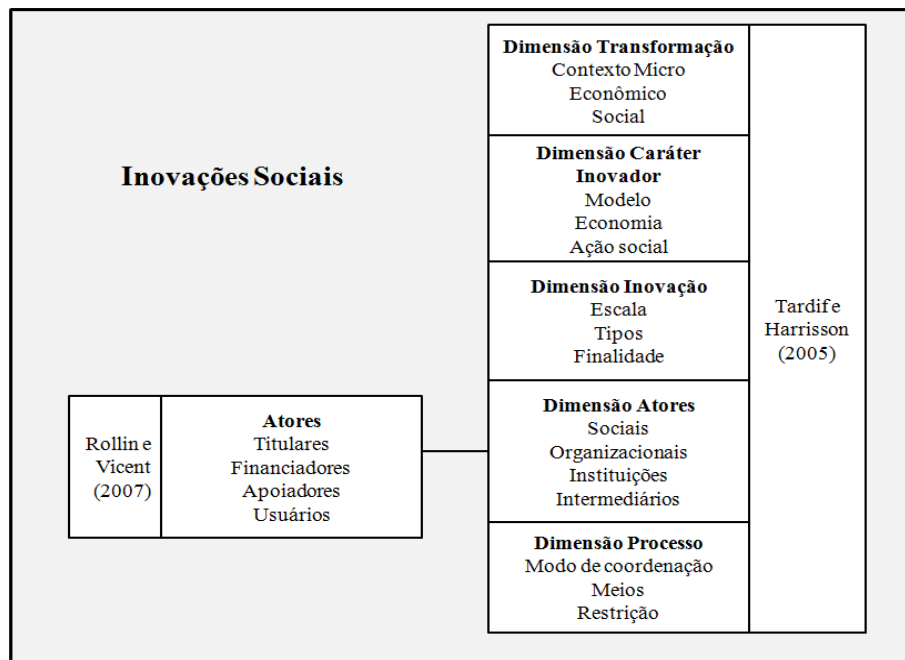 Inovações Sociais
Dimensão Transformação
Contexto Micro
Econômico
Social
Dimensão Caráter
Inovador
Modelo
Economia
Ação social
Dimensão Inovação
Escala
Tipos
Finalidade
Dimensão Atores
Sociais
Organizacionais
Instituições
Intermediários
Dimensão Processo
Modo de coordenação
Meios
Restrição
Tardif e
Harrisson
(2005)
Rollin e
Vicent
(2007)
Atores
Titulares
Financiadores
Apoiadores
Usuários